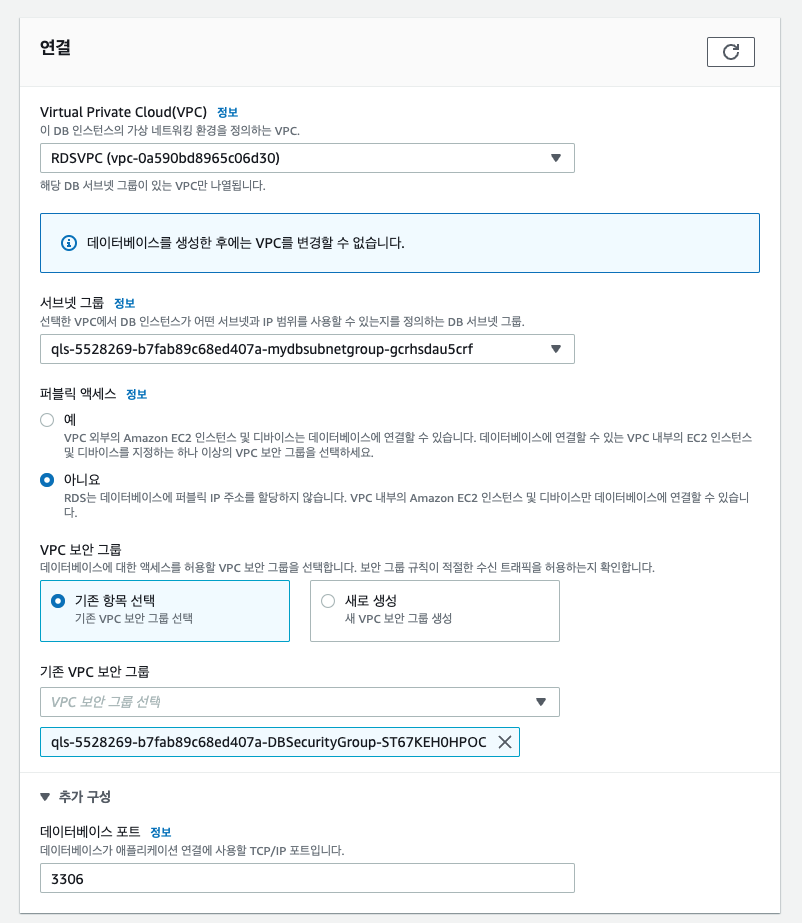 연결
Virtual Private Cloud(VPC) 정보
이 DB 인스턴스의 가상 네트워킹 환경을 정의하는 VPC.
RDSVPC (vpc-0a590bd8965c06d30)
해당 DB 서브넷 그룹이 있는 VPC만 나열됩니다.
데이터베이스를 생성한 후에는 VPC를 변경할 수 없습니다.
서브넷 그룹 정보
선택한 VPC에서 DB 인스턴스가 어떤 서브넷과 IP 범위를 사용할 수 있는지를 정의하는 DB 서브넷 그룹.
qls-5528269-b7fab89c68ed407a-mydbsubnetgroup-gcrhsdau5crf
퍼블릭 액세스 정보
예
VPC 외부의 Amazon EC2 인스턴스 및 디바이스는 데이터베이스에 연결할 수 있습니다. 데이터베이스에 연결할 수 있는 VPC 내부의 EC2 인스턴스
및 디바이스를 지정하는 하나 이상의 VPC 보안 그룹을 선택하세요.
아니요
RDS는 데이터베이스에 퍼블릭 IP 주소를 할당하지 않습니다. VPC 내부의 Amazon EC2 인스턴스 및 디바이스만 데이터베이스에 연결할 수 있습니
다.
VPC 보안 그룹
데이터베이스에 대한 액세스를 허용할 VPC 보안 그룹을 선택합니다. 보안 그룹 규칙이 적절한 수신 트래픽을 허용하는지 확인합니다.
기존 항목 선택
기존 VPC 보안 그룹 선택
새로 생성
새 VPC 보안 그룹 생성
기존 VPC 보안 그룹
VPC 보안 그룹 선택
qls-5528269-b7fab89c68ed407a-DBSecurityGroup-ST67KEH0HPOC
추가 구성
데이터베이스 포트 정보
데이터베이스가 애플리케이션 연결에 사용할 TCP/IP 포트입니다.
3306